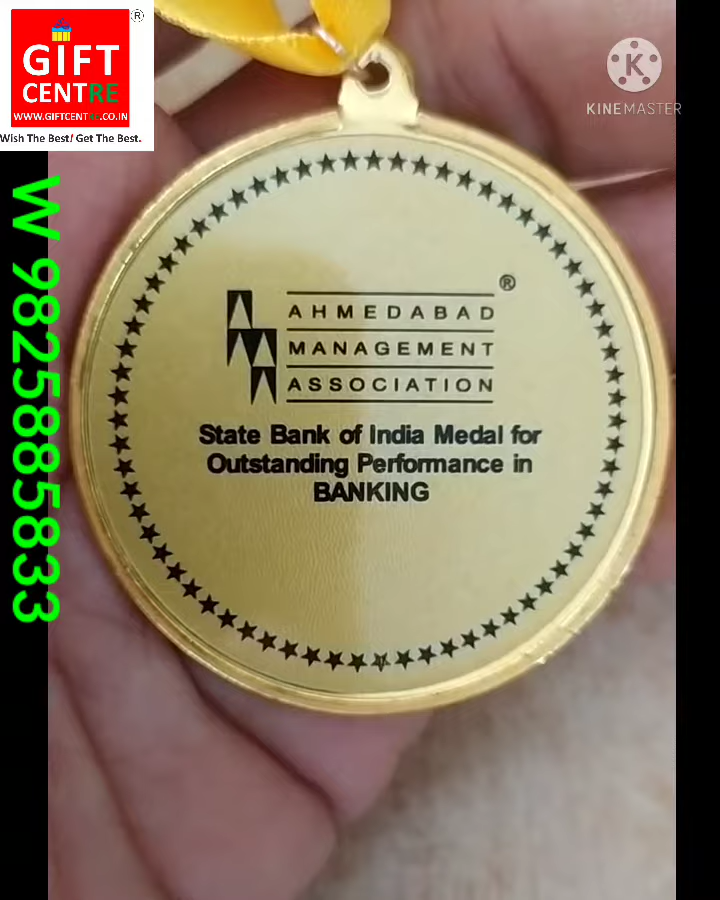 ®
GIFT
CENTRE
WWW.GIFTCENTRE.CO.IN
Wish The Best! Get The Best.
K
KINEMASTER
W 9825885833
®
AHMEDABAD
MANAGEMENT
ASSOCIATION
State Bank of India Medal for
Outstanding Performance in
BANKING